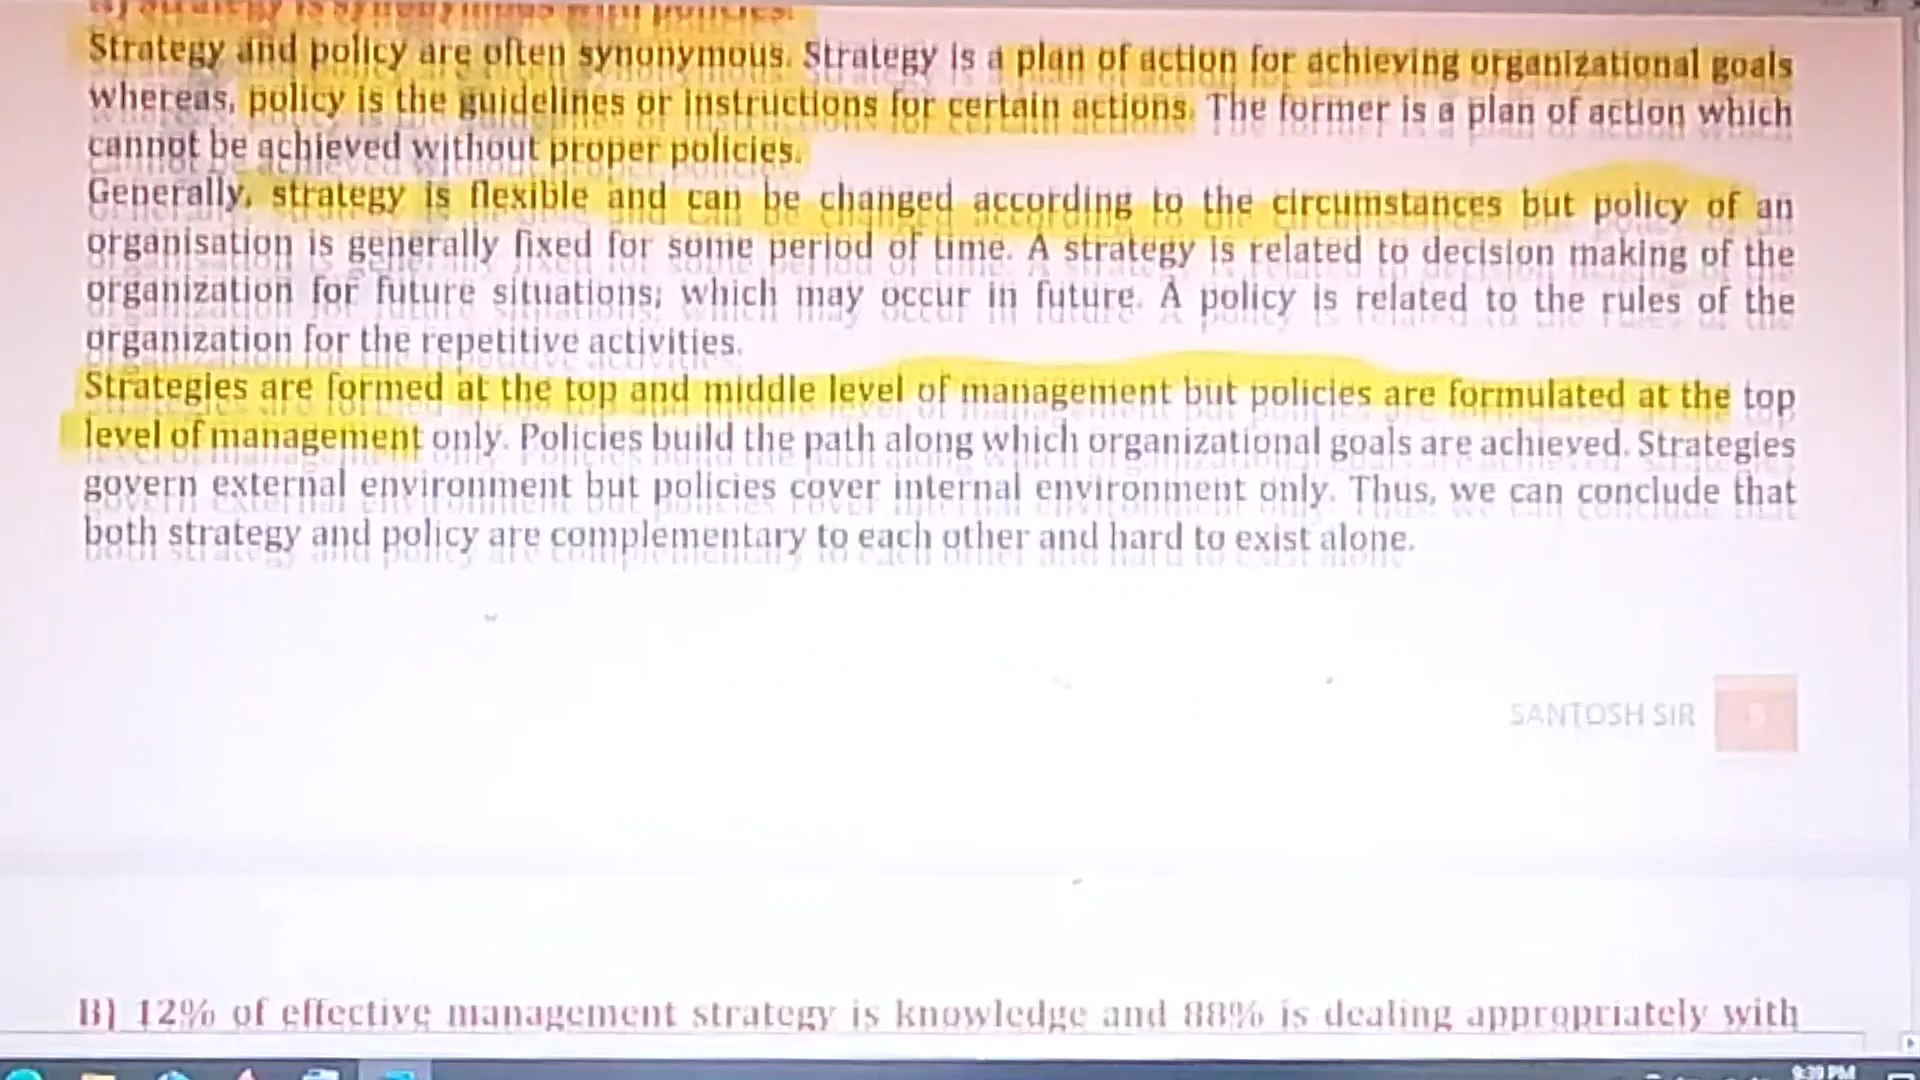 A) Strategy is synonymous with policies.
Strategy and policy are often synonymous. Strategy is a plan of action for achieving organizational goals
whereas, policy is the guidelines or instructions for certain actions. The former is a plan of action which
cannot be achieved without proper policies.
Generally, strategy is flexible and can be changed according to the circumstances but policy of an
organisation is generally fixed for some period of time. A strategy is related to decision making of the
organization for future situations; which may occur in future. A policy is related to the rules of the
organization for the repetitive activities.
Strategies are formed at the top and middle level of management but policies are formulated at the top
level of management only. Policies build the path along which organizational goals are achieved. Strategies
govern external environment but policies cover internal environment only. Thus, we can conclude that
both strategy and policy are complementary to each other and hard to exist alone.
SANTOSH SIR
B) 12% of effective management strategy is knowledge and 88% is dealing appropriately with
9:39 PM